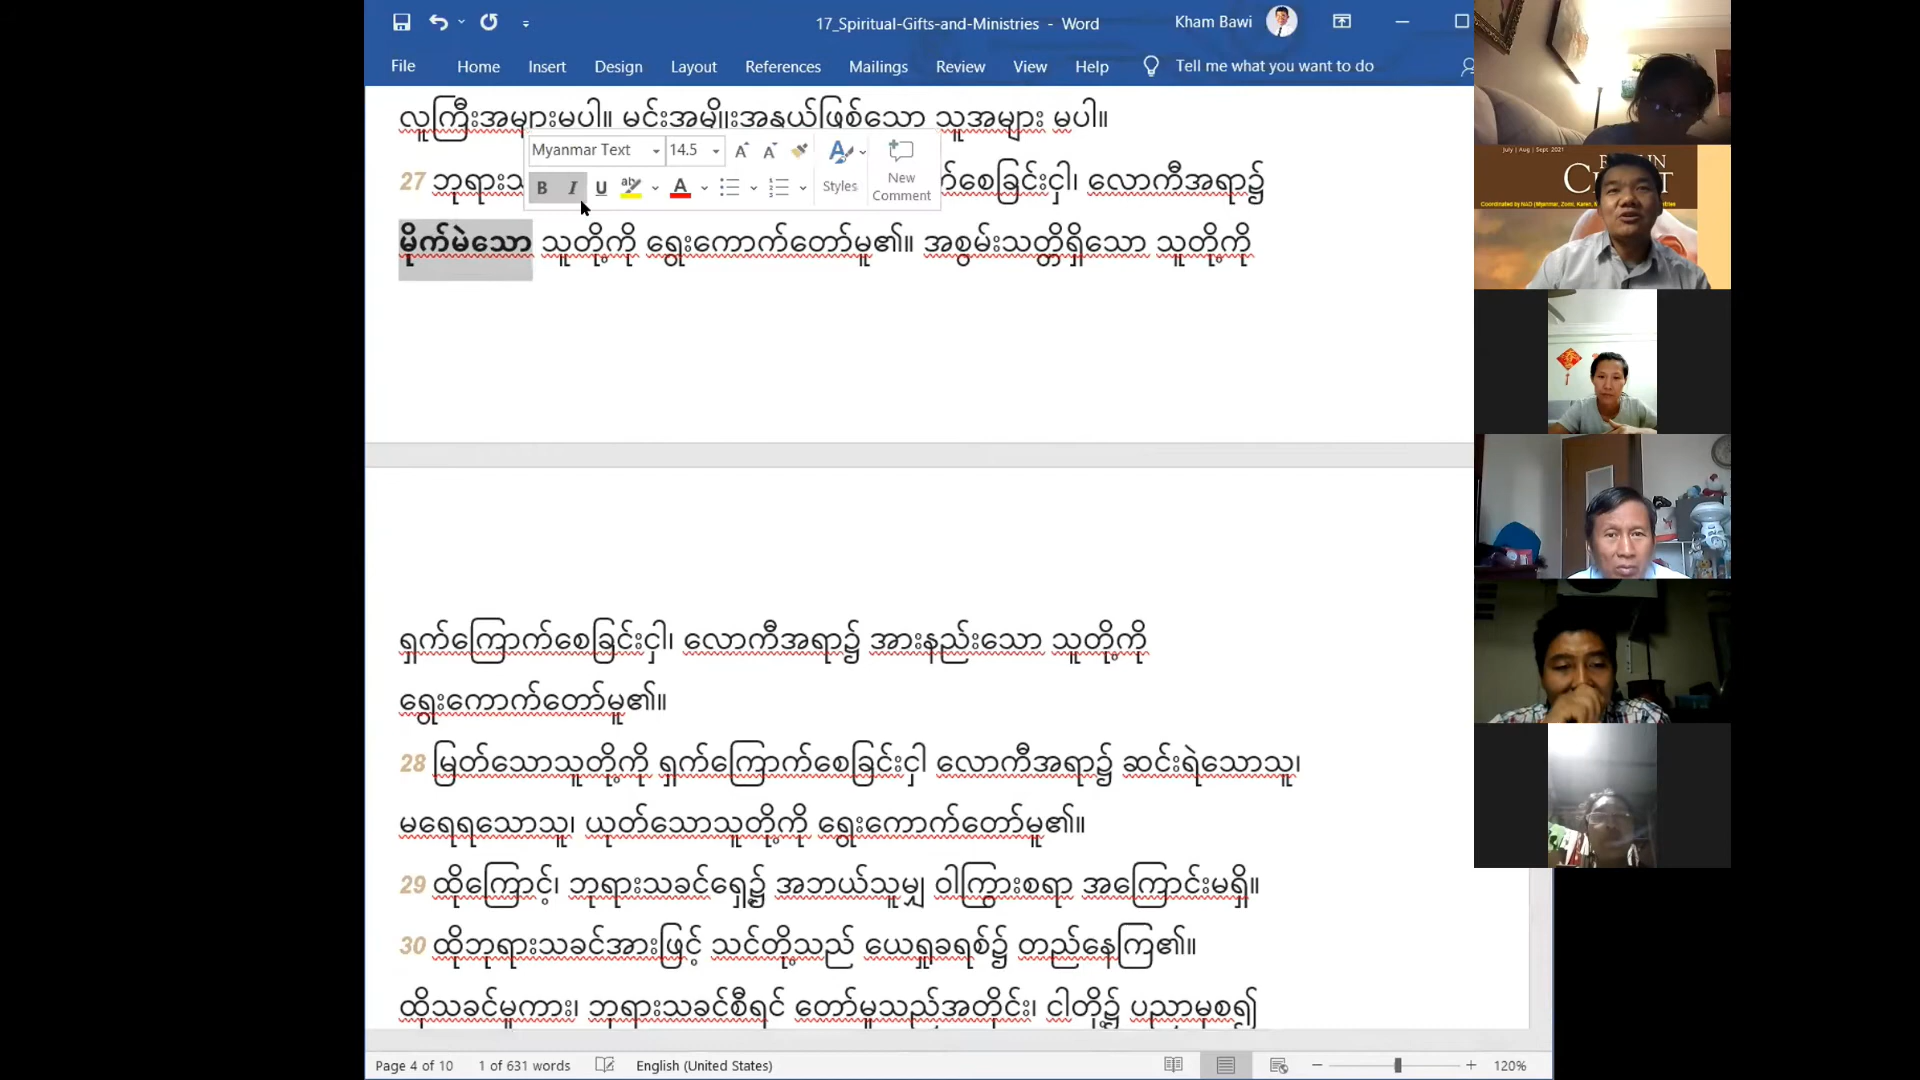 17_Spiritual-Gifts-and-Ministries - Word
Kham Bawi
File Home Insert Design Layout References Mailings Review View Help Tell me what you want to do
လူကြီးအများမပါ။ မင်းအမျိုးအနွယ်ဖြစ်သော သူအများ မပါ။
Myanmar Text 14.5
New
Styles Comment
27 ဘုရားသ က်စေခြင်းငှါ၊ လောကီအရာ၌
မိုက်မဲသော သူတို့ကို ရွေးကောက်တော်မူ၏။ အစွမ်းသတ္တိရှိသော သူတို့ကို
ရှက်ကြောက်စေခြင်းငှါ၊ လောကီအရာ၌ အားနည်းသော သူတို့ကို
ရွေးကောက်တော်မူ၏။
28 မြတ်သောသူတို့ကို ရှက်ကြောက်စေခြင်းငှါ လောကီအရာ၌ ဆင်းရဲသောသူ၊
မရေရသောသူ၊ ယုတ်သောသူတို့ကို ရွေးကောက်တော်မူ၏။
29 ထိုကြောင့်၊ ဘုရားသခင်ရှေ့၌ အဘယ်သူမျှ ဝါကြွားစရာ အကြောင်းမရှိ။
30 ထိုဘုရားသခင်အားဖြင့် သင်တို့သည် ယေရှုခရစ်၌ တည်နေကြ၏။
ထိုသခင်မူကား၊ ဘုရားသခင်စီရင် တော်မူသည်အတိုင်း၊ ငါတို့၌ ပညာမှစ၍
Page 4 of 10 1 of 631 words English (United States) 120%
July | Aug | Sept 2021